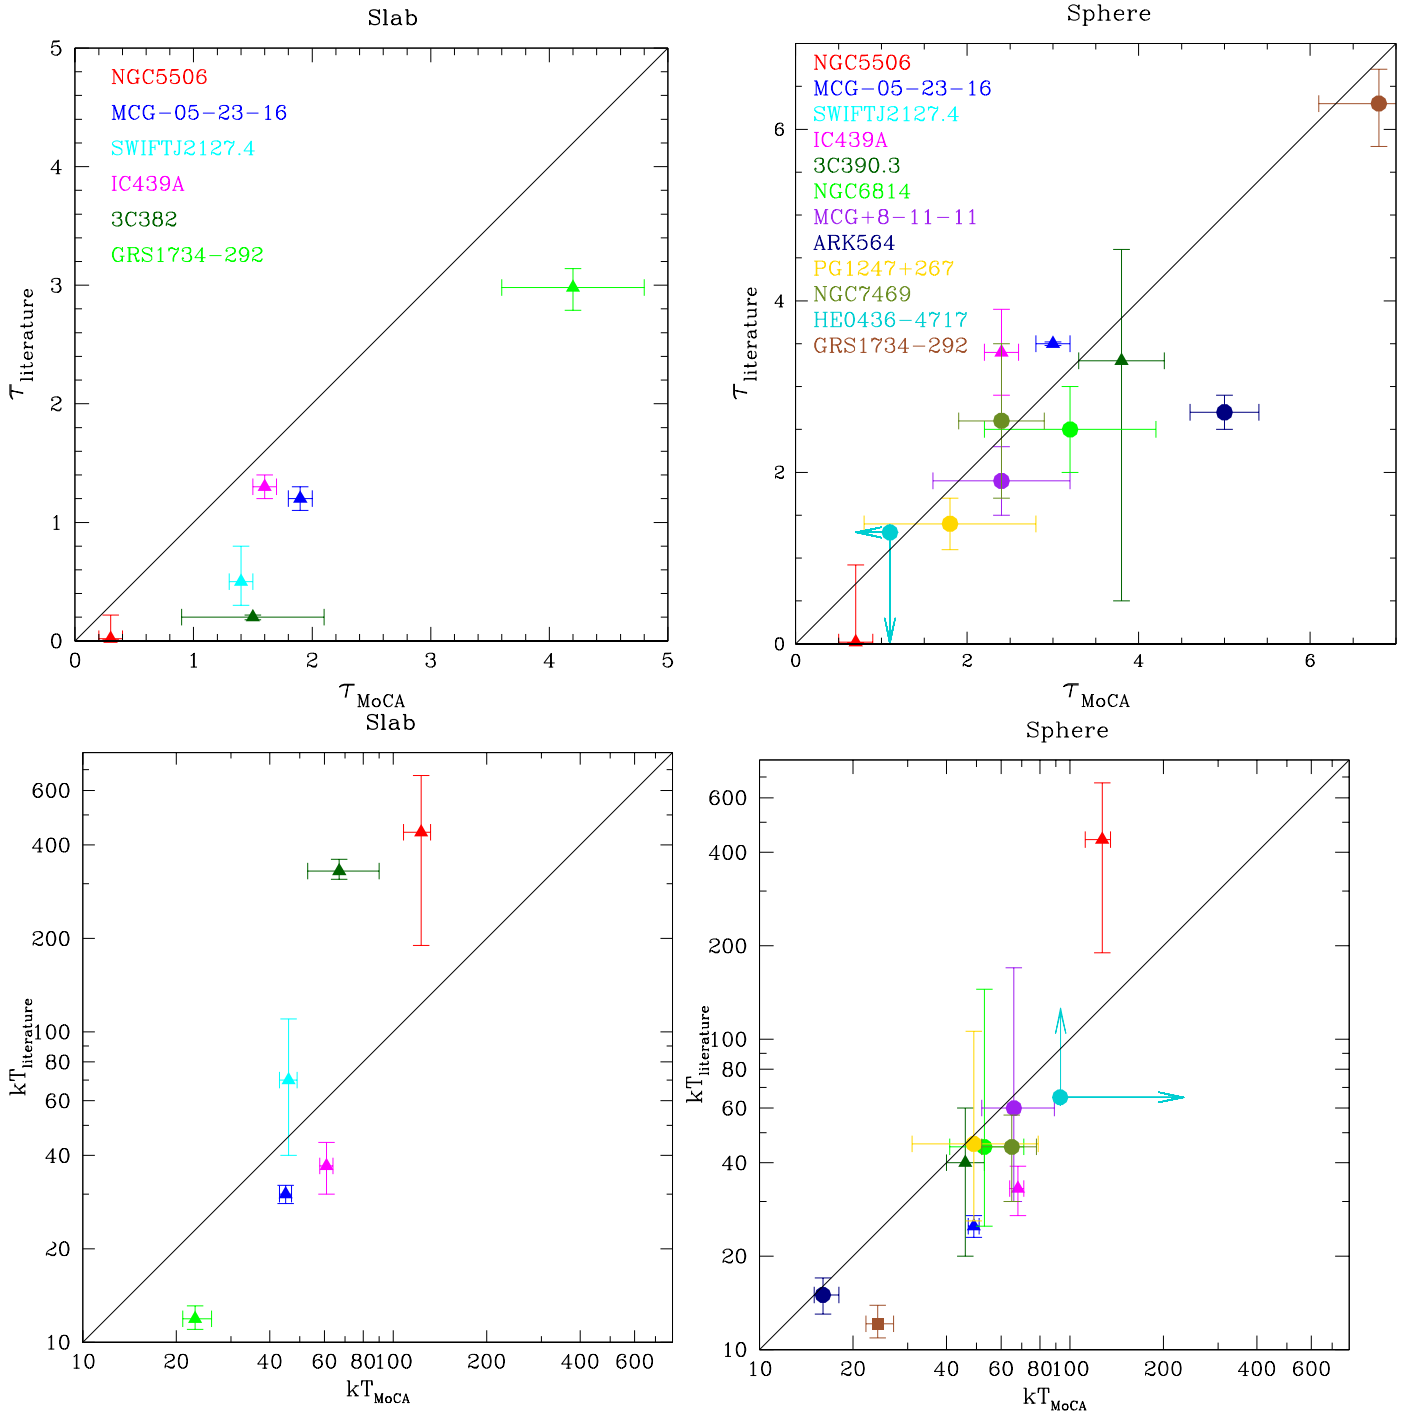 Slab
5
4
3
2
1
0
τliterature
NGC5506
MCG−05−23−16
SWIFTJ2127.4
IC439A
3C382
GRS1734−292
0 1 2 3 4 5
τMoCA
Sphere
6
4
2
0
τliterature
NGC5506
MCG−05−23−16
SWIFTJ2127.4
IC439A
3C390.3
NGC6814
MCG+8−11−11
ARK564
PG1247+267
NGC7469
HE0436−4717
GRS1734−292
0 2 4 6
τMoCA
Slab
600
400
200
100
80
60
40
20
10
kTliterature
10 20 40 60 80100 200 400 600
kTMoCA
Sphere
600
400
200
100
80
60
40
20
10
kTliterature
10 20 40 60 80100 200 400 600
kTMoCA